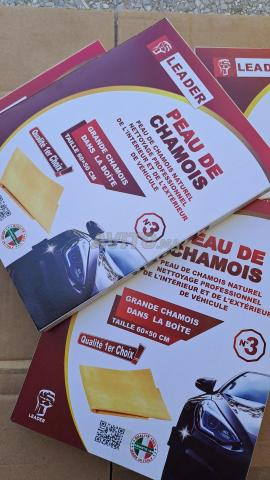 LEADER
PEAU DE
CHAMOIS
PEAU DE CHAMOIS NATUREL
NETTOYAGE PROFESSIONNEL
DE L'INTERIEUR ET DE L'EXTÉRIEUR
DE VÉHICULE
Qualité 1er Choix
GRANDE CHAMOIS
DANS LA BOÎTE
TAILLE 60x50 CM
N°3
LEADER
PEAU DE
CHAMOIS
PEAU DE CHAMOIS NATUREL
NETTOYAGE PROFESSIONNEL
DE L'INTERIEUR ET DE L'EXTÉRIEUR
DE VÉHICULE
GRANDE CHAMOIS
DANS LA BOÎTE
TAILLE 60x50 CM
Qualité 1er Choix
N°3
LEADER